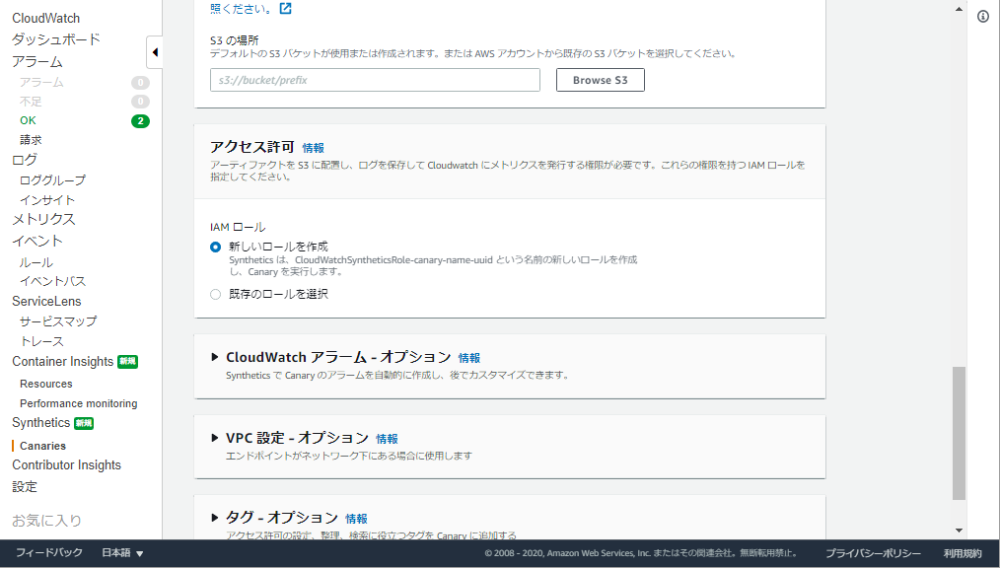 CloudWatch
ダッシュボード
アラーム
アラーム 0
不足 0
OK 2
請求
ログ
ロググループ
インサイト
メトリクス
イベント
ルール
イベントバス
ServiceLens
サービスマップ
トレース
Container Insights 新規
Resources
Performance monitoring
Synthetics 新規
Canaries
Contributor Insights
設定
お気に入り
照ください。
S3 の場所
デフォルトの S3 バケットが使用または作成されます。または AWS アカウントから既存の S3 バケットを選択してください。
s3://bucket/prefix
Browse S3
アクセス許可 情報
アーティファクトを S3 に配置し、ログを保存して Cloudwatch にメトリクスを発行する権限が必要です。これらの権限を持つ IAM ロールを
指定してください。
IAM ロール
新しいロールを作成
Synthetics は、CloudWatchSyntheticsRole-canary-name-uuid という名前の新しいロールを作成
し、Canary を実行します。
既存のロールを選択
CloudWatch アラーム - オプション 情報
Synthetics で Canary のアラームを自動的に作成し、後でカスタマイズできます。
VPC 設定 - オプション 情報
エンドポイントがネットワーク下にある場合に使用します
タグ - オプション 情報
アクセス許可の設定、整理、検索に役立つタグを Canary に追加する
フィードバック 日本語 © 2008 - 2020, Amazon Web Services, Inc. またはその関連会社。無断転用禁止。 プライバシーポリシー 利用規約